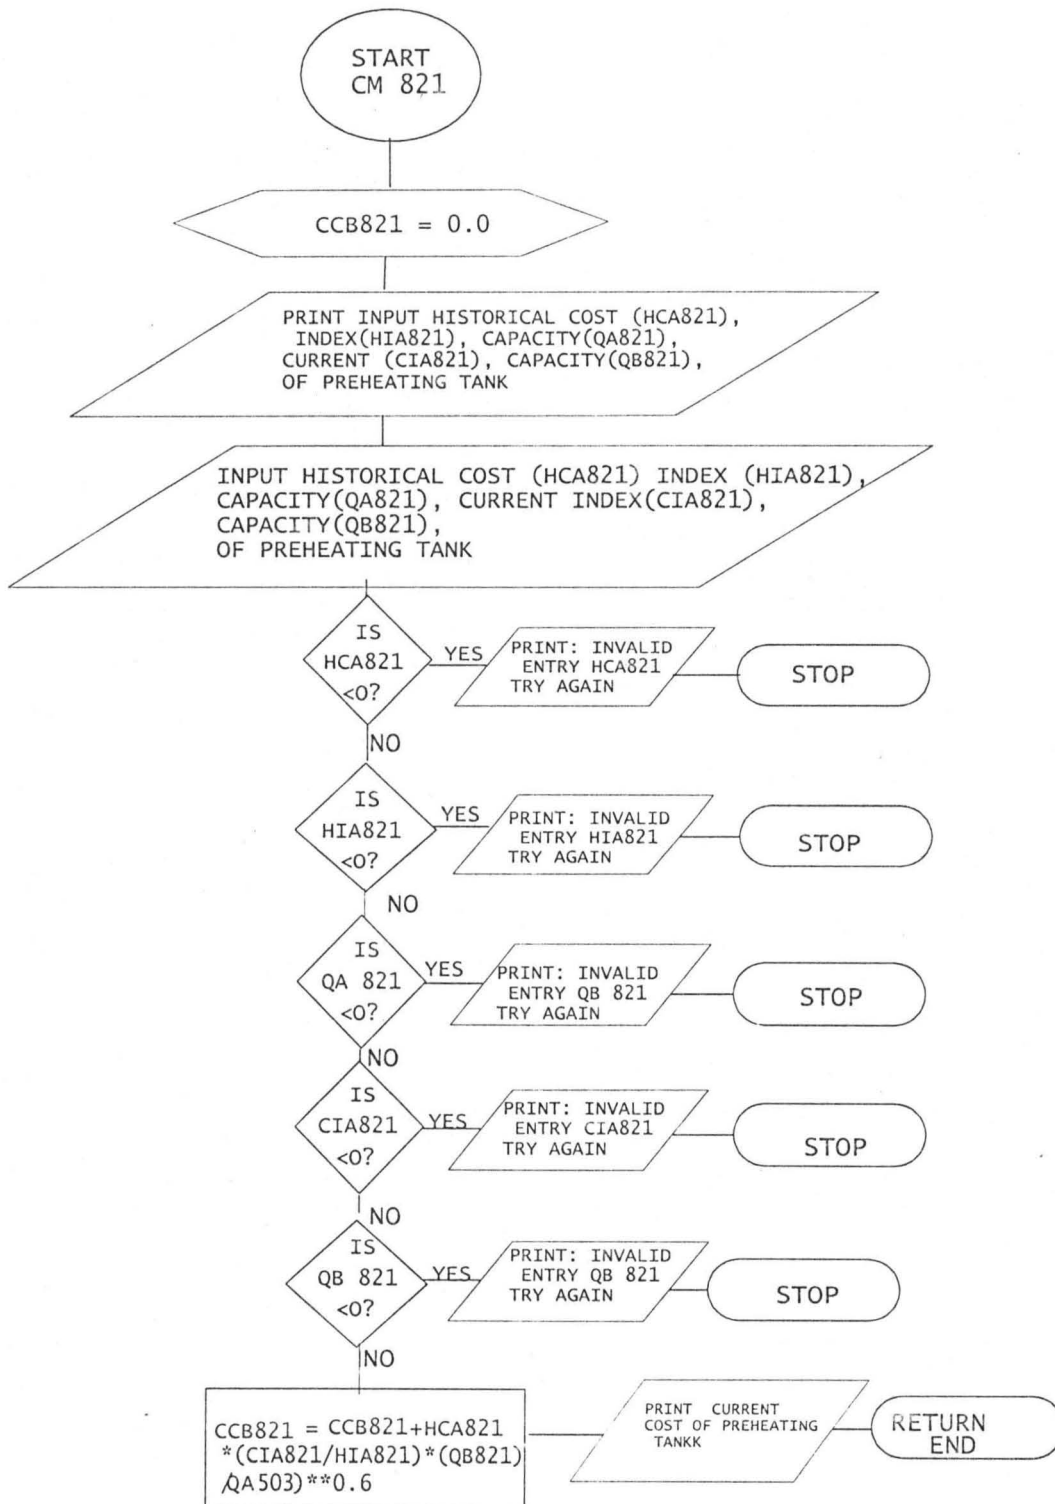 START
CM 821
CCB821 = 0.0
PRINT INPUT HISTORICAL COST (HCA821),
INDEX(HIA821), CAPACITY(QA821),
CURRENT (CIA821), CAPACITY(QB821),
OF PREHEATING TANK
INPUT HISTORICAL COST (HCA821) INDEX (HIA821),
CAPACITY(QA821), CURRENT INDEX(CIA821),
CAPACITY(QB821),
OF PREHEATING TANK
IS
HCA821
<0?
YES
PRINT: INVALID
ENTRY HCA821
TRY AGAIN
STOP
NO
IS
HIA821
<0?
YES
PRINT: INVALID
ENTRY HIA821
TRY AGAIN
STOP
NO
IS
QA 821
<0?
YES
PRINT: INVALID
ENTRY QB 821
TRY AGAIN
STOP
NO
IS
CIA821
<0?
YES
PRINT: INVALID
ENTRY CIA821
TRY AGAIN
STOP
NO
IS
QB 821
<0?
YES
PRINT: INVALID
ENTRY QB 821
TRY AGAIN
STOP
NO
CCB821 = CCB821+HCA821
*(CIA821/HIA821)*(QB821)
/QA503)**0.6
PRINT CURRENT
COST OF PREHEATING
TANKK
RETURN
END